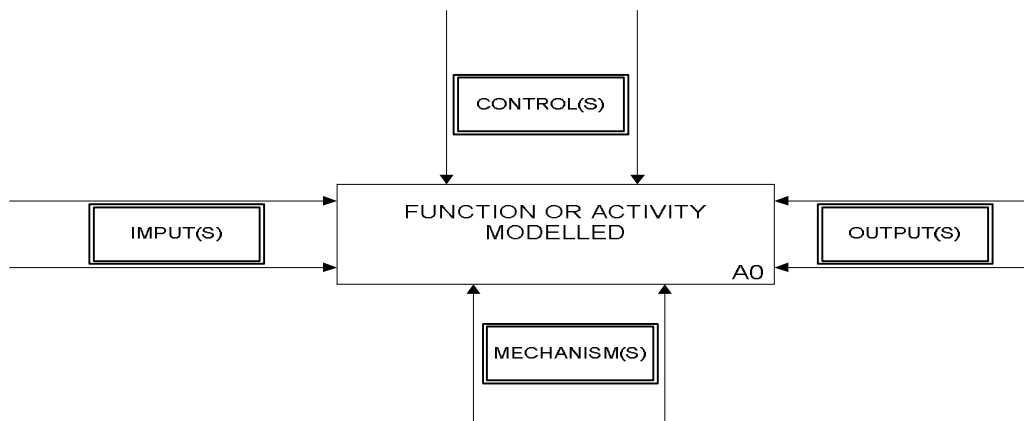 CONTROL(S)
FUNCTION OR ACTIVITY
MODELLED
IMPUT(S)
OUTPUT(S)
A0
MECHANISM(S)